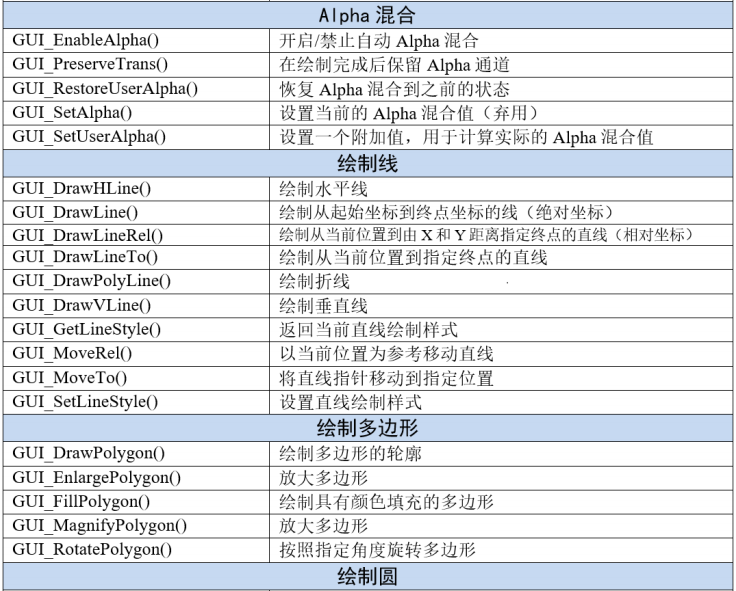 Alpha 混合
GUI_EnableAlpha() 开启/禁止自动 Alpha 混合
GUI_PreserveTrans() 在绘制完成后保留 Alpha 通道
GUI_RestoreUserAlpha() 恢复 Alpha 混合到之前的状态
GUI_SetAlpha() 设置当前的 Alpha 混合值（弃用）
GUI_SetUserAlpha() 设置一个附加值，用于计算实际的 Alpha 混合值
绘制线
GUI_DrawHLine() 绘制水平线
GUI_DrawLine() 绘制从起始坐标到终点坐标的线（绝对坐标）
GUI_DrawLineRel() 绘制从当前位置到由 X 和 Y 距离指定终点的直线（相对坐标）
GUI_DrawLineTo() 绘制从当前位置到指定终点的直线
GUI_DrawPolyLine() 绘制折线
GUI_DrawVLine() 绘制垂直线
GUI_GetLineStyle() 返回当前直线绘制样式
GUI_MoveRel() 以当前位置为参考移动直线
GUI_MoveTo() 将直线指针移动到指定位置
GUI_SetLineStyle() 设置直线绘制样式
绘制多边形
GUI_DrawPolygon() 绘制多边形的轮廓
GUI_EnlargePolygon() 放大多边形
GUI_FillPolygon() 绘制具有颜色填充的多边形
GUI_MagnifyPolygon() 放大多边形
GUI_RotatePolygon() 按照指定角度旋转多边形
绘制圆